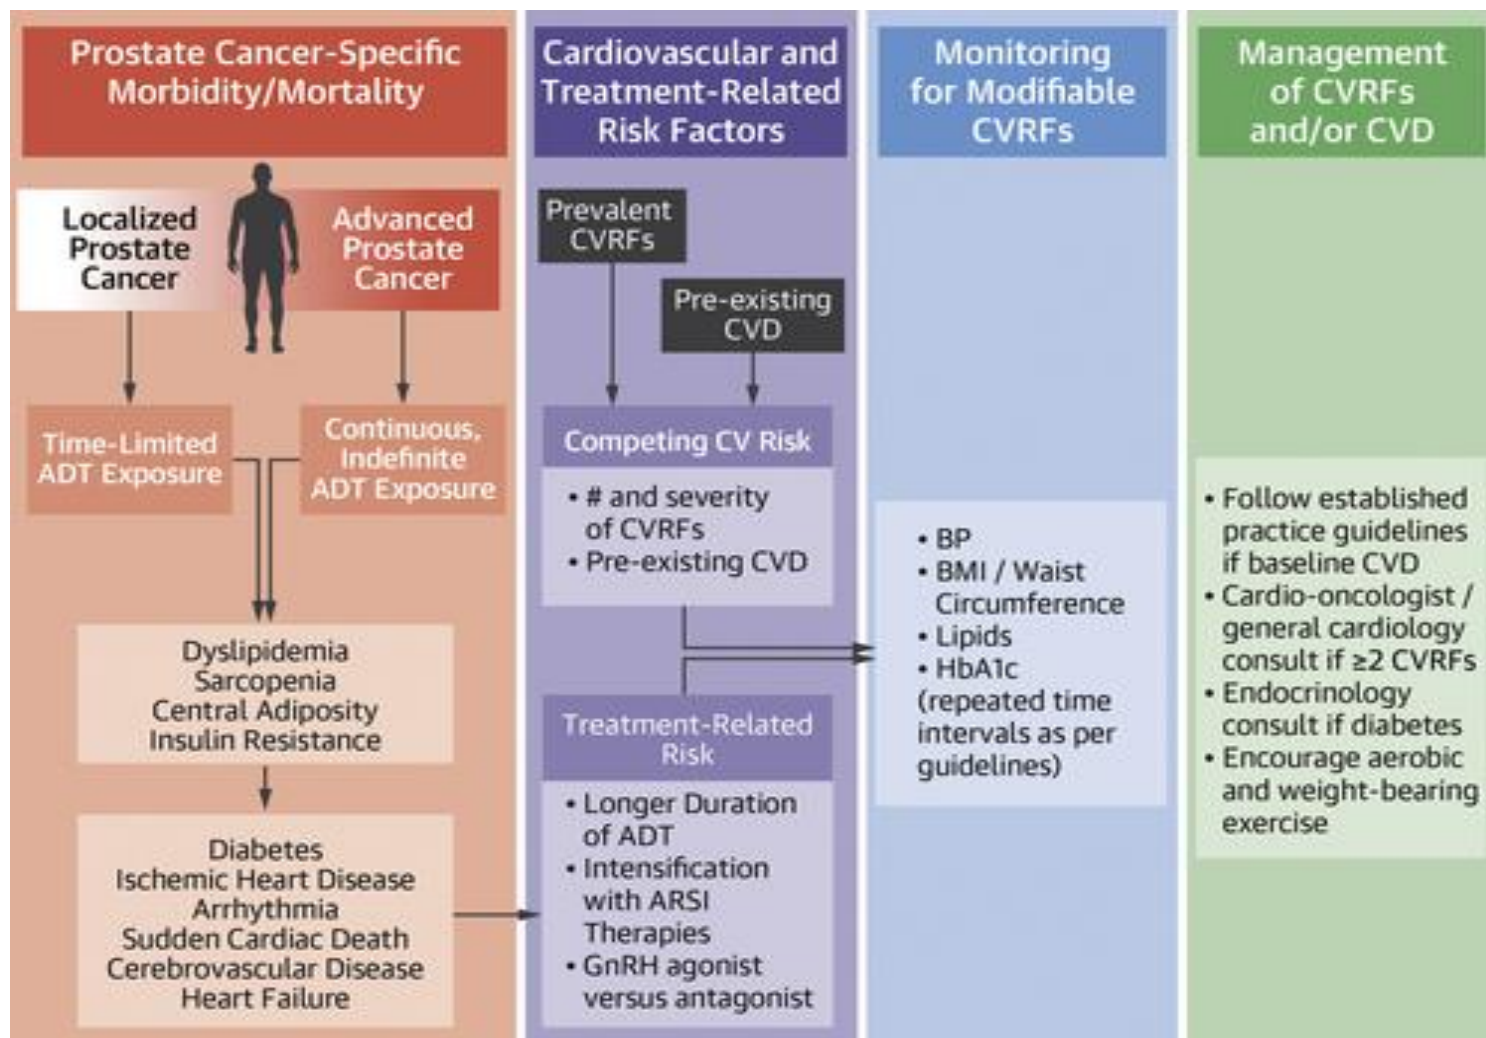 Prostate Cancer-Specific
Morbidity/Mortality
Localized
Prostate
Cancer
Advanced
Prostate
Cancer
Time-Limited
ADT Exposure
Continuous,
Indefinite
ADT Exposure
Dyslipidemia
Sarcopenia
Central Adiposity
Insulin Resistance
Diabetes
Ischemic Heart Disease
Arrhythmia
Sudden Cardiac Death
Cerebrovascular Disease
Heart Failure
Cardiovascular and
Treatment-Related
Risk Factors
Prevalent
CVRFs
Pre-existing
CVD
Competing CV Risk
• # and severity
of CVRFs
• Pre-existing CVD
Treatment-Related
Risk
• Longer Duration
of ADT
• Intensification
with ARSI
Therapies
• GnRH agonist
versus antagonist
Monitoring
for Modifiable
CVRFs
• BP
• BMI / Waist
Circumference
• Lipids
• HbA1c
(repeated time
intervals as per
guidelines)
Management
of CVRFs
and/or CVD
• Follow established
practice guidelines
if baseline CVD
• Cardio-oncologist /
general cardiology
consult if ≥2 CVRFs
• Endocrinology
consult if diabetes
• Encourage aerobic
and weight-bearing
exercise